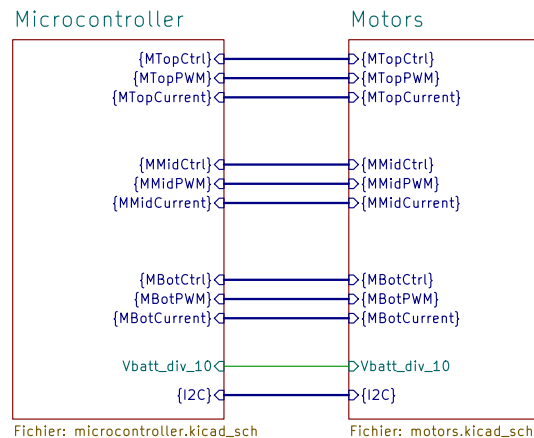 Microcontroller
Motors
{MTopCtrl} {MTopCtrl}
{MTopPWM} {MTopPWM}
{MTopCurrent} {MTopCurrent}
{MMidCtrl} {MMidCtrl}
{MMidPWM} {MMidPWM}
{MMidCurrent} {MMidCurrent}
{MBotCtrl} {MBotCtrl}
{MBotPWM} {MBotPWM}
{MBotCurrent} {MBotCurrent}
Vbatt_div_10 Vbatt_div_10
{I2C} {I2C}
Fichier: microcontroller.kicad_sch
Fichier: motors.kicad_sch